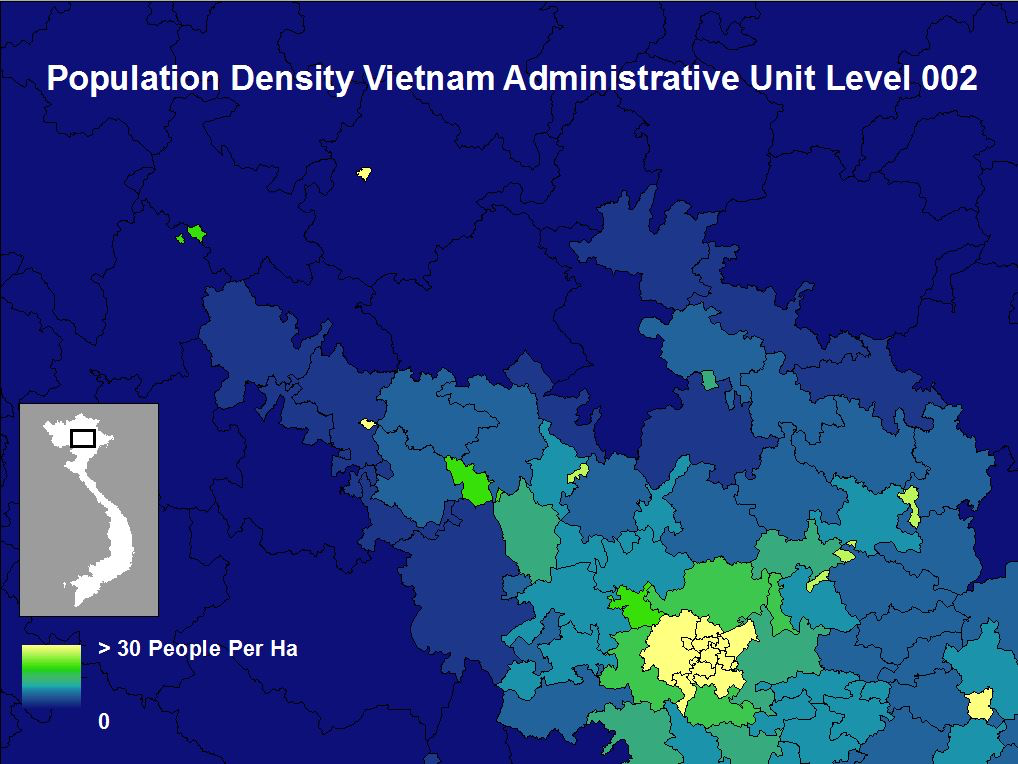 Population Density Vietnam Administrative Unit Level 002
> 30 People Per Ha
0